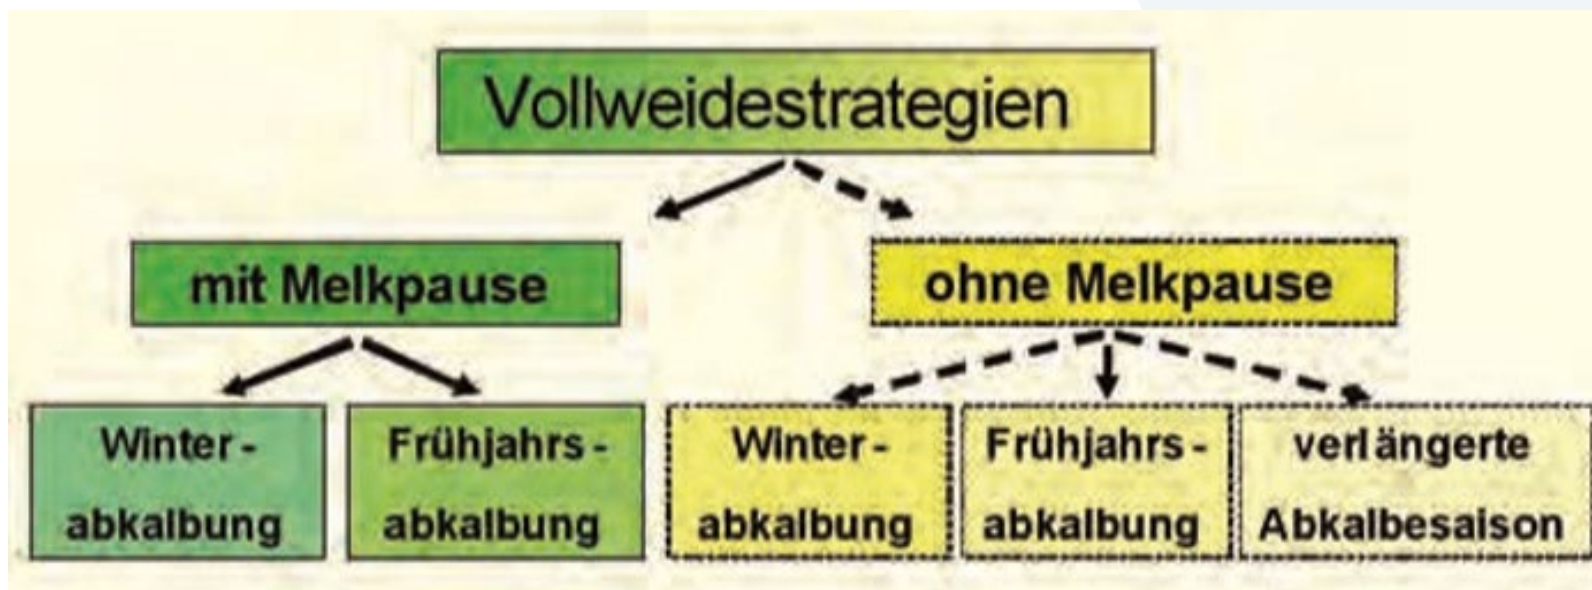 Vollweidestrategien
mit Melkpause
ohne Melkpause
Winter-
abkalbung
Frühjahrs-
abkalbung
Winter-
abkalbung
Frühjahrs-
abkalbung
verlängerte
Abkalbesaison